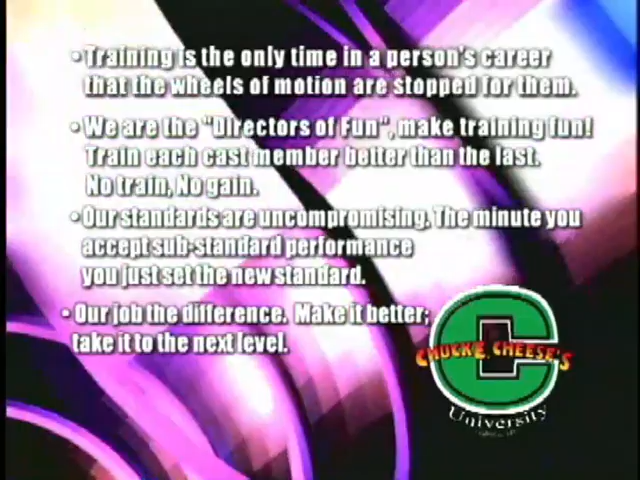 • Training is the only time in a person's career
that the wheels of motion are stopped for them.
• We are the "Directors of Fun", make training fun!
Train each cast member better than the last.
No train, No gain.
• Our standards are uncompromising. The minute you
accept sub-standard performance
you just set the new standard.
• Our job the difference. Make it better;
take it to the next level.
CHUCK E. CHEESE'S
University